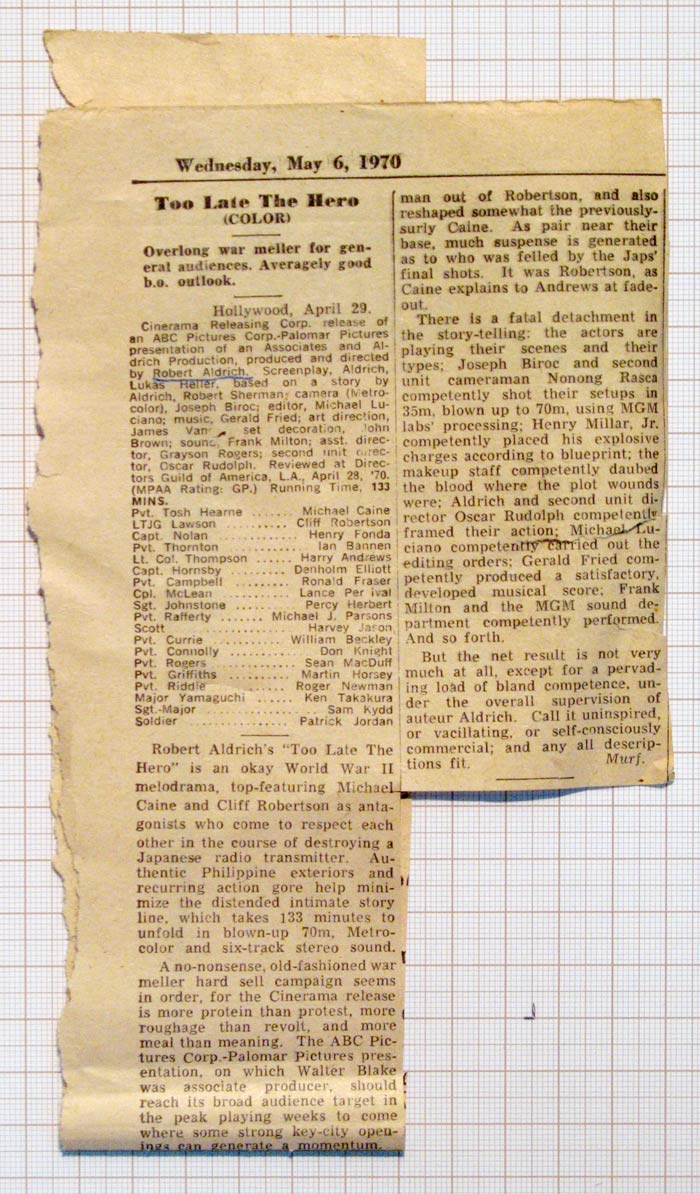 Wednesday, May 6, 1970
Too Late The Hero
(COLOR)
Overlong war meller for gen-
eral audiences. Averagely good
b.o. outlook.
Hollywood, April 29.
Cinerama Releasing Corp. release of
an ABC Pictures Corp.-Palomar Pictures
presentation of an Associates and Al-
drich Production, produced and directed
by Robert Aldrich. Screenplay, Aldrich,
Lukas Heller, based on a story by
Aldrich, Robert Sherman; camera (Metro-
color), Joseph Biroc; editor, Michael Lu-
ciano; music, Gerald Fried; art direction,
James Van; set decoration, John
Brown; sound, Frank Milton; asst. direc-
tor, Grayson Rogers; second unit direc-
tor, Oscar Rudolph. Reviewed at Direc-
tors Guild of America, L.A., April 28, '70.
(MPAA Rating: GP.) Running Time, 133
MINS.
Pvt. Tosh Hearne ....... Michael Caine
LTJG Lawson .......... Cliff Robertson
Capt. Nolan ............. Henry Fonda
Pvt. Thornton ............. Ian Bannen
Lt. Col. Thompson ...... Harry Andrews
Capt. Hornsby ......... Denholm Elliott
Pvt. Campbell ......... Ronald Fraser
Cpl. McLean .......... Lance Per ival
Sgt. Johnstone ......... Percy Herbert
Pvt. Rafferty ....... Michael J. Parsons
Scott .................. Harvey Jason
Pvt. Currie .......... William Beckley
Pvt. Connolly ............ Don Knight
Pvt. Rogers ........... Sean MacDuff
Pvt. Griffiths ......... Martin Horsey
Pvt. Riddle ........... Roger Newman
Major Yamaguchi ...... Ken Takakura
Sgt.-Major ............... Sam Kydd
Soldier ............... Patrick Jordan
Robert Aldrich's "Too Late The
Hero" is an okay World War II
melodrama, top-featuring Michael
Caine and Cliff Robertson as anta-
gonists who come to respect each
other in the course of destroying a
Japanese radio transmitter. Au-
thentic Philippine exteriors and
recurring action gore help mini-
mize the distended intimate story
line, which takes 133 minutes to
unfold in blown-up 70m, Metro-
color and six-track stereo sound.
A no-nonsense, old-fashioned war
meller hard sell campaign seems
in order, for the Cinerama release
is more protein than protest, more
roughage than revolt, and more
meal than meaning. The ABC Pic-
tures Corp.-Palomar Pictures pres-
entation, on which Walter Blake
was associate producer, should
reach its broad audience target in
the peak playing weeks to come
where some strong key-city open-
ings can generate a momentum.
man out of Robertson, and also
reshaped somewhat the previously-
surly Caine. As pair near their
base, much suspense is generated
as to who was felled by the Japs'
final shots. It was Robertson, as
Caine explains to Andrews at fade-
out.
There is a fatal detachment in
the story-telling: the actors are
playing their scenes and their
types; Joseph Biroc and second
unit cameraman Nonong Rasca
competently shot their setups in
35m, blown up to 70m, using MGM
labs' processing; Henry Millar, Jr.
competently placed his explosive
charges according to blueprint; the
makeup staff competently daubed
the blood where the plot wounds
were; Aldrich and second unit di-
rector Oscar Rudolph competently
framed their action; Michael Lu-
ciano competently carried out the
editing orders; Gerald Fried com-
petently produced a satisfactory,
developed musical score; Frank
Milton and the MGM sound de-
partment competently performed.
And so forth.
But the net result is not very
much at all, except for a pervad-
ing load of bland competence, un-
der the overall supervision of
auteur Aldrich. Call it uninspired,
or vacillating, or self-consciously
commercial; and any all descrip-
tions fit. Murf.